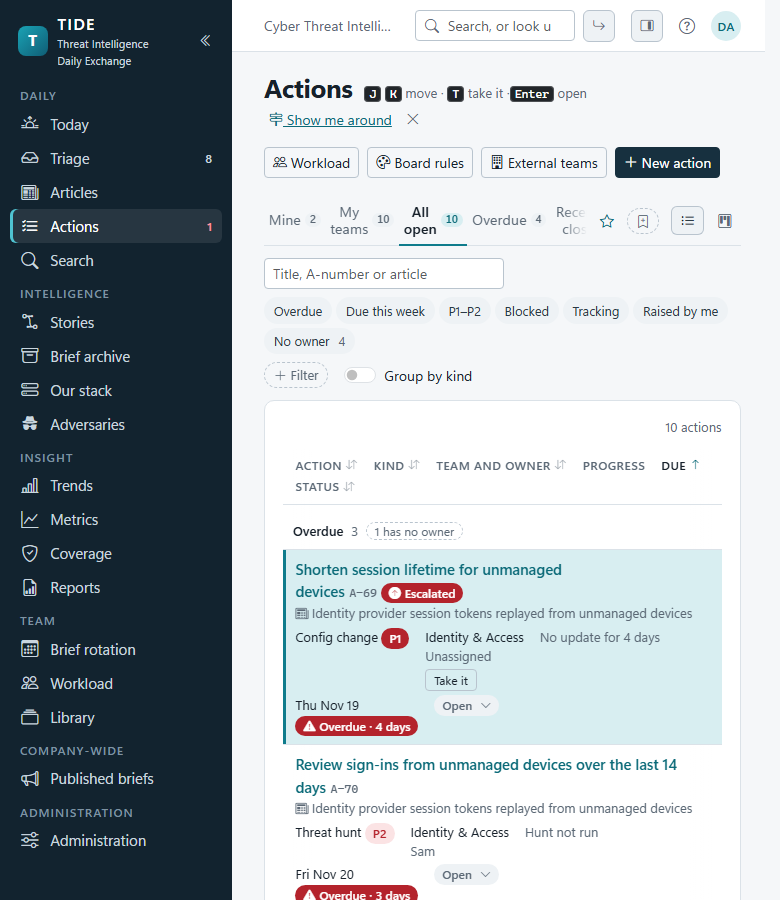 T
TIDE
Threat Intelligence
Daily Exchange
DAILY
Today
Triage 8
Articles
Actions 1
Search
INTELLIGENCE
Stories
Brief archive
Our stack
Adversaries
INSIGHT
Trends
Metrics
Coverage
Reports
TEAM
Brief rotation
Workload
Library
COMPANY-WIDE
Published briefs
ADMINISTRATION
Administration
Cyber Threat Intelli...
Search, or look u
DA
Actions J K move · T take it · Enter open
Show me around
Workload
Board rules
External teams
New action
Mine 2
My teams 10
All open 10
Overdue 4
Rece
clos
Title, A-number or article
Overdue
Due this week
P1–P2
Blocked
Tracking
Raised by me
No owner 4
Filter
Group by kind
10 actions
ACTION KIND TEAM AND OWNER PROGRESS DUE
STATUS
Overdue 3 1 has no owner
Shorten session lifetime for unmanaged
devices A-69 Escalated
Identity provider session tokens replayed from unmanaged devices
Config change P1 Identity & Access No update for 4 days
Unassigned
Take it
Thu Nov 19 Open
Overdue · 4 days
Review sign-ins from unmanaged devices over the last 14
days A-70
Identity provider session tokens replayed from unmanaged devices
Threat hunt P2 Identity & Access Hunt not run
Sam
Fri Nov 20 Open
Overdue · 3 days